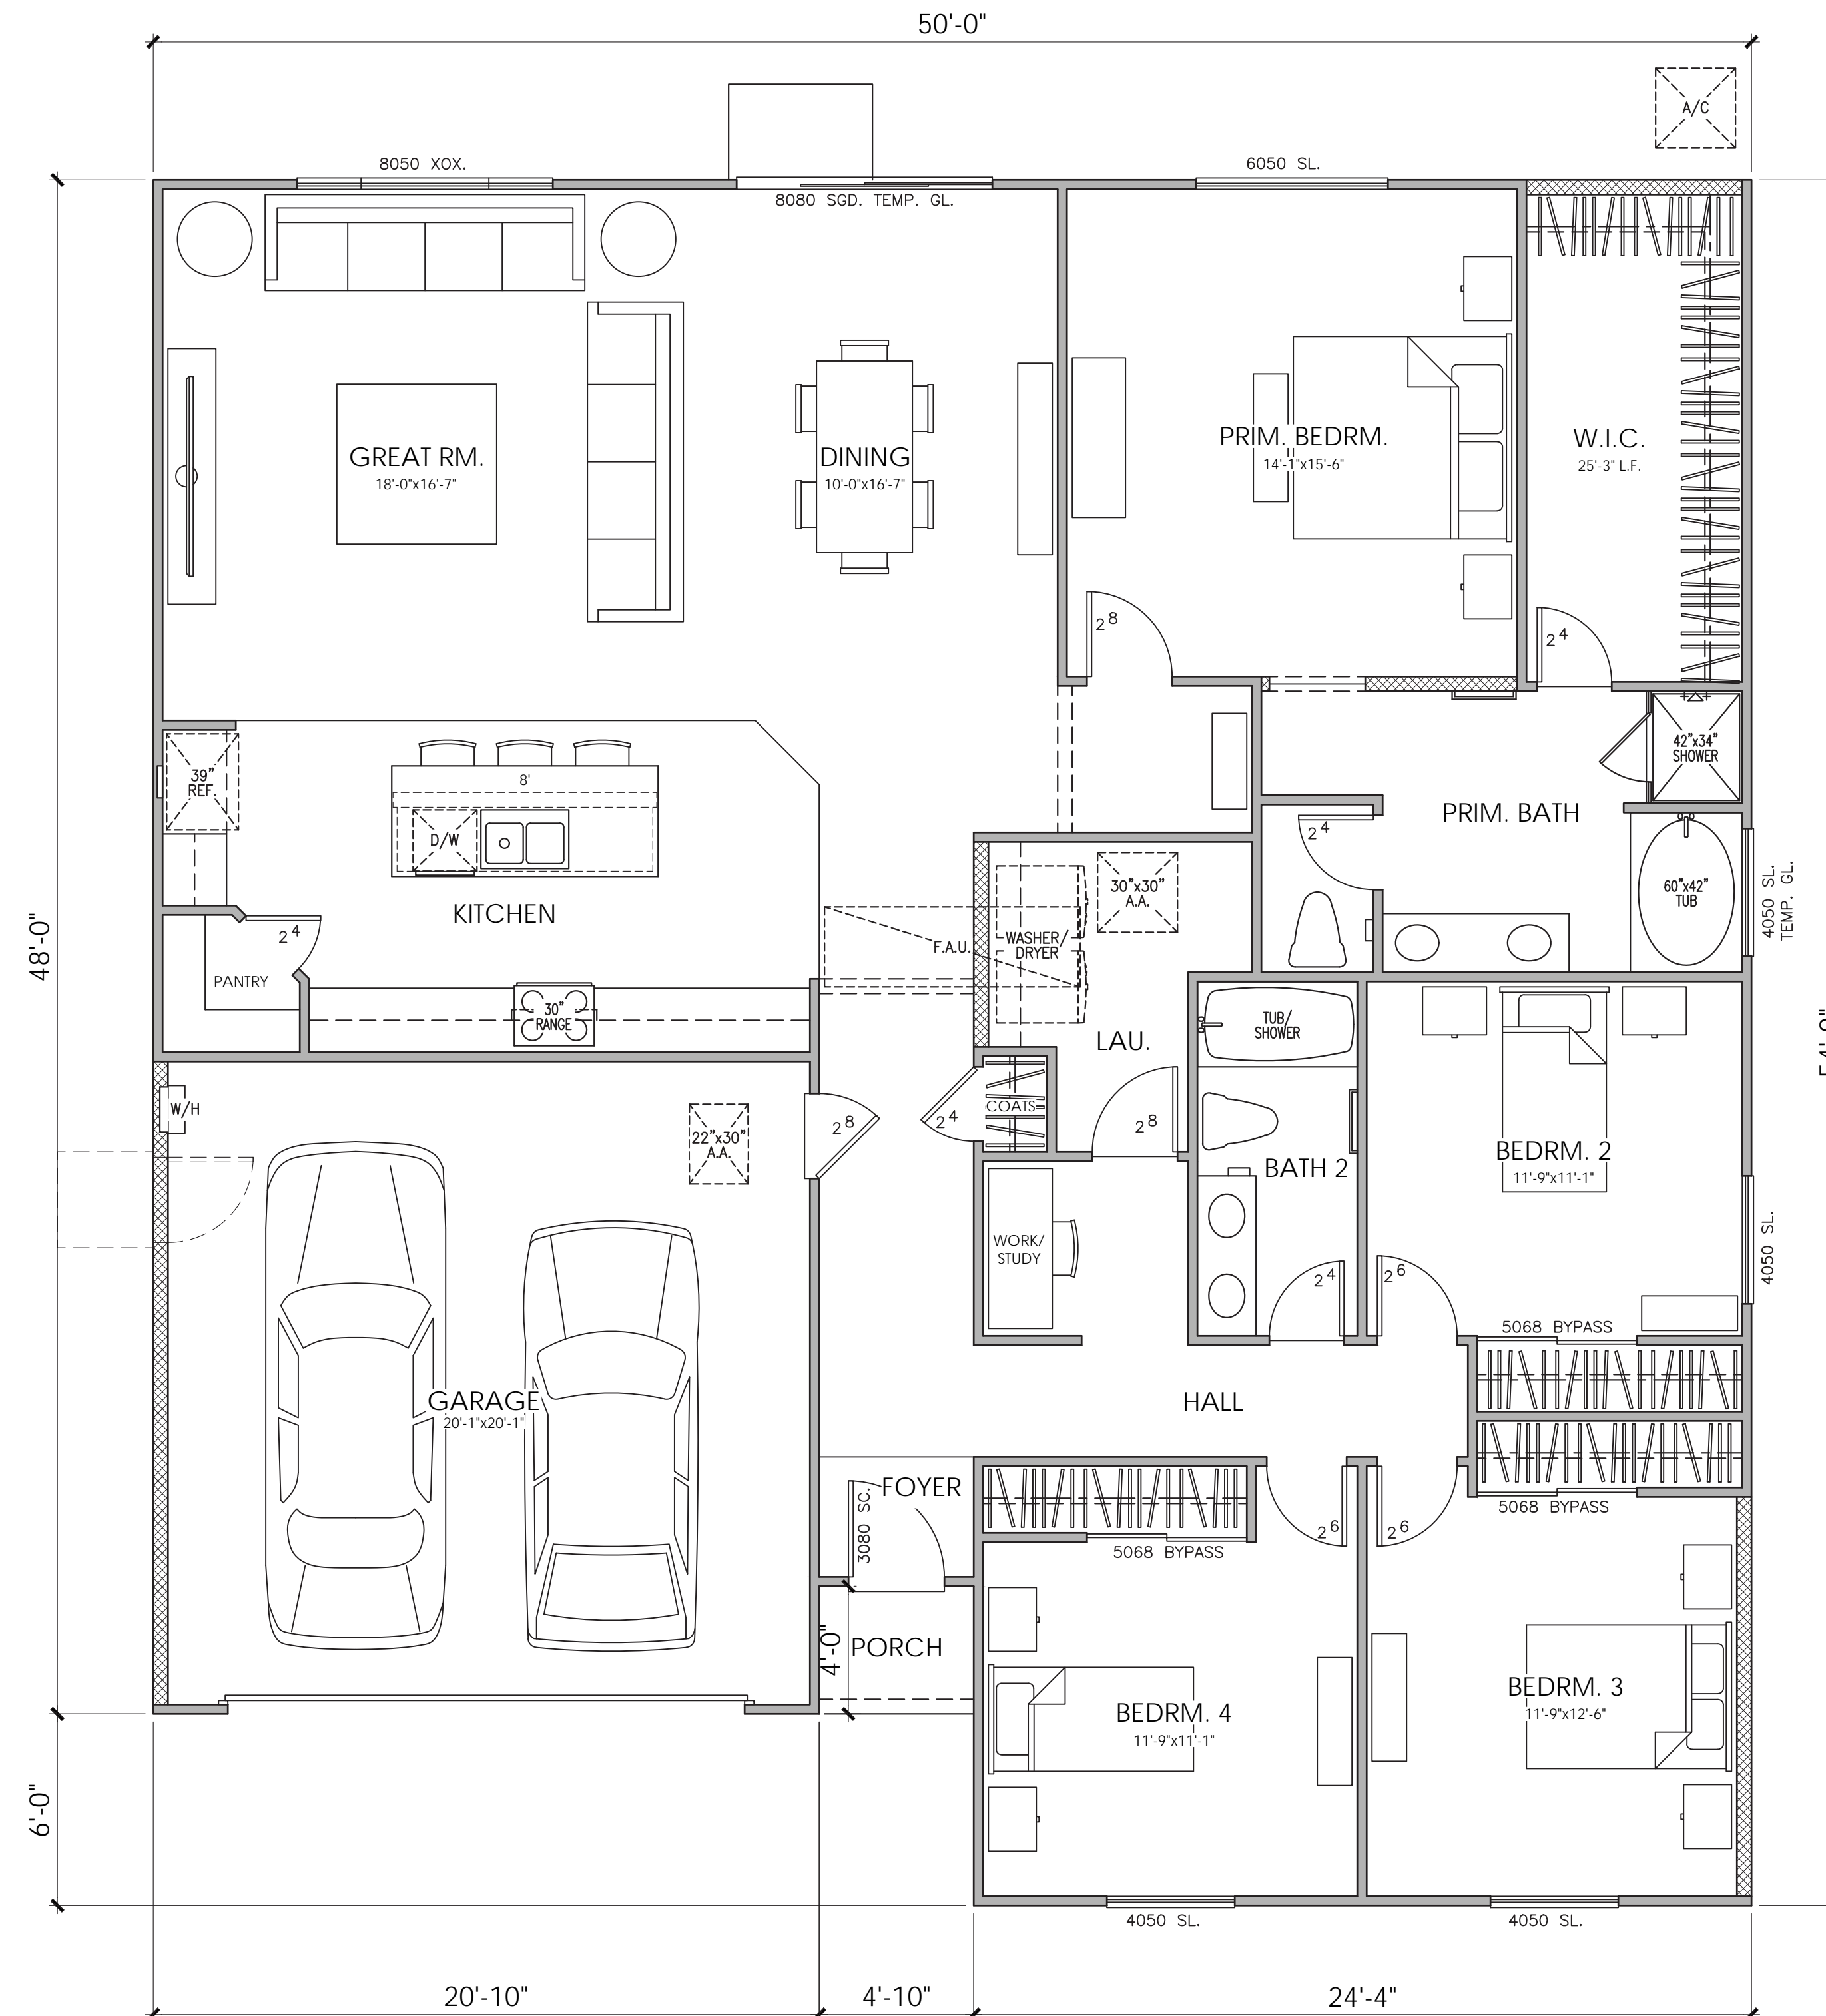 50'-0"
A/C
8050 XOX.
8080 SGD. TEMP. GL.
6050 SL.
GREAT RM.
18'-0"x16'-7"
DINING
10'-0"x16'-7"
PRIM. BEDRM.
14'-1"x15'-6"
W.I.C.
25'-3" L.F.
2 8
2 4
39"
REF.
8'
D/W
KITCHEN
2 4
PANTRY
30"
RANGE
F.A.U.
WASHER/
DRYER
30"x30"
A.A.
LAU.
2 4
PRIM. BATH
42"x34"
SHOWER
60"x42"
TUB
4050 SL.
TEMP. GL.
48'-0"
54'-0"
W/H
22"x30"
A.A.
2 8
2 4
COATS
2 8
TUB/
SHOWER
BATH 2
2 4
BEDRM. 2
11'-9"x11'-1"
2 6
4050 SL.
5068 BYPASS
WORK/
STUDY
GARAGE
20'-1"x20'-1"
HALL
FOYER
3080 SC.
5068 BYPASS
2 6
2 6
5068 BYPASS
4'-0"
PORCH
BEDRM. 4
11'-9"x11'-1"
BEDRM. 3
11'-9"x12'-6"
6'-0"
4050 SL.
4050 SL.
20'-10"
4'-10"
24'-4"